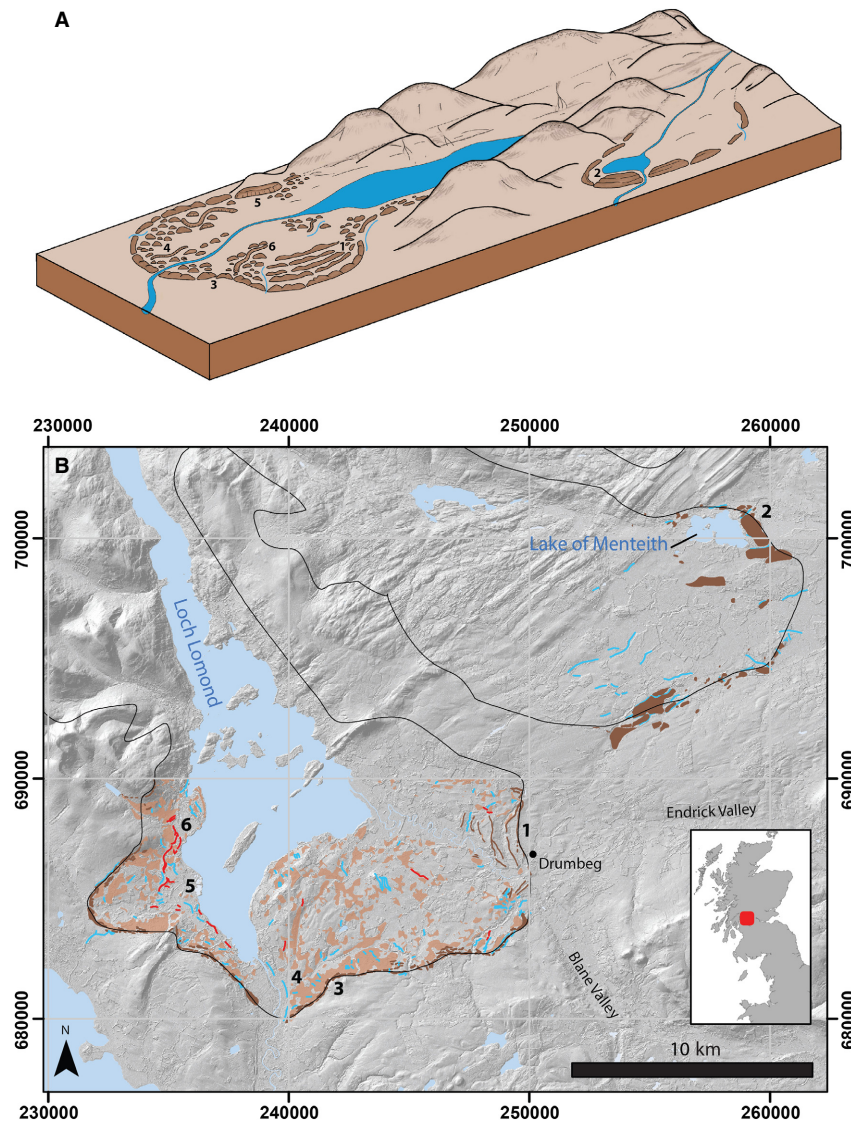 A
5
2
4
6
1
3
230000 240000 250000 260000
B
2
700000 700000
Lake of Menteith
Loch Lomond
690000 690000
Endrick Valley
6
1
Drumbeg
5
4
3
Blane Valley
680000 680000
N
10 km
230000 240000 250000 260000